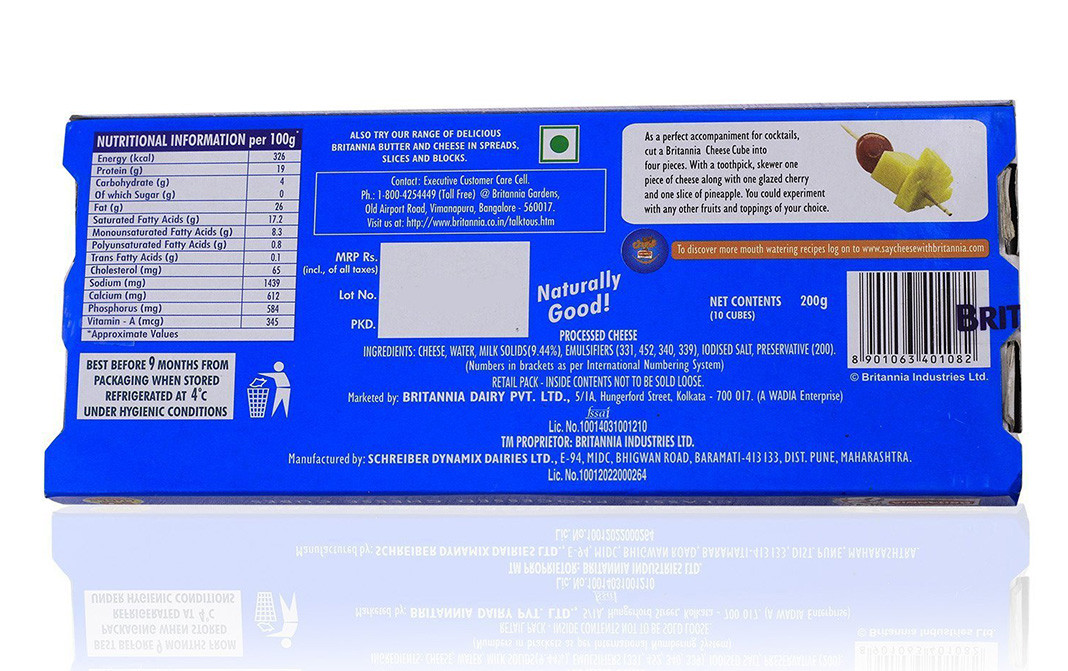 NUTRITIONAL INFORMATION per 100g*
Energy (kcal) 326
Protein (g) 19
Carbohydrate (g) 4
Of which Sugar (g) 0
Fat (g) 26
Saturated Fatty Acids (g) 17.2
Monounsaturated Fatty Acids (g) 8.3
Polyunsaturated Fatty Acids (g) 0.8
Trans Fatty Acids (g) 0.1
Cholesterol (mg) 65
Sodium (mg) 1439
Calcium (mg) 612
Phosphorus (mg) 584
Vitamin - A (mcg) 345
*Approximate Values
BEST BEFORE 9 MONTHS FROM
PACKAGING WHEN STORED
REFRIGERATED AT 4°C
UNDER HYGIENIC CONDITIONS
ALSO TRY OUR RANGE OF DELICIOUS
BRITANNIA BUTTER AND CHEESE IN SPREADS,
SLICES AND BLOCKS.
Contact: Executive Customer Care Cell.
Ph.: 1-800-4254449 (Toll Free) @ Britannia Gardens,
Old Airport Road, Vimanapura, Bangalore - 560017.
Visit us at: http://www.britannia.co.in/talktous.htm
MRP Rs.
(incl., of all taxes)
Lot No.
PKD.
Naturally
Good!
As a perfect accompaniment for cocktails,
cut a Britannia Cheese Cube into
four pieces. With a toothpick, skewer one
piece of cheese along with one glazed cherry
and one slice of pineapple. You could experiment
with any other fruits and toppings of your choice.
To discover more mouth watering recipes log on to www.saycheesewithbritannia.com
NET CONTENTS 200g
(10 CUBES)
8 901063 401082
© Britannia Industries Ltd.
BRIT
PROCESSED CHEESE
INGREDIENTS: CHEESE, WATER, MILK SOLIDS(9.44%), EMULSIFIERS (331, 452, 340, 339), IODISED SALT, PRESERVATIVE (200).
(Numbers in brackets as per International Numbering System)
RETAIL PACK - INSIDE CONTENTS NOT TO BE SOLD LOOSE.
Marketed by: BRITANNIA DAIRY PVT. LTD., 5/1A, Hungerford Street, Kolkata - 700 017. (A WADIA Enterprise)
fssai
Lic. No.10014031001210
TM PROPRIETOR: BRITANNIA INDUSTRIES LTD.
Manufactured by: SCHREIBER DYNAMIX DAIRIES LTD., E-94, MIDC, BHIGWAN ROAD, BARAMATI-413133, DIST. PUNE, MAHARASHTRA.
Lic. No.10012022000264